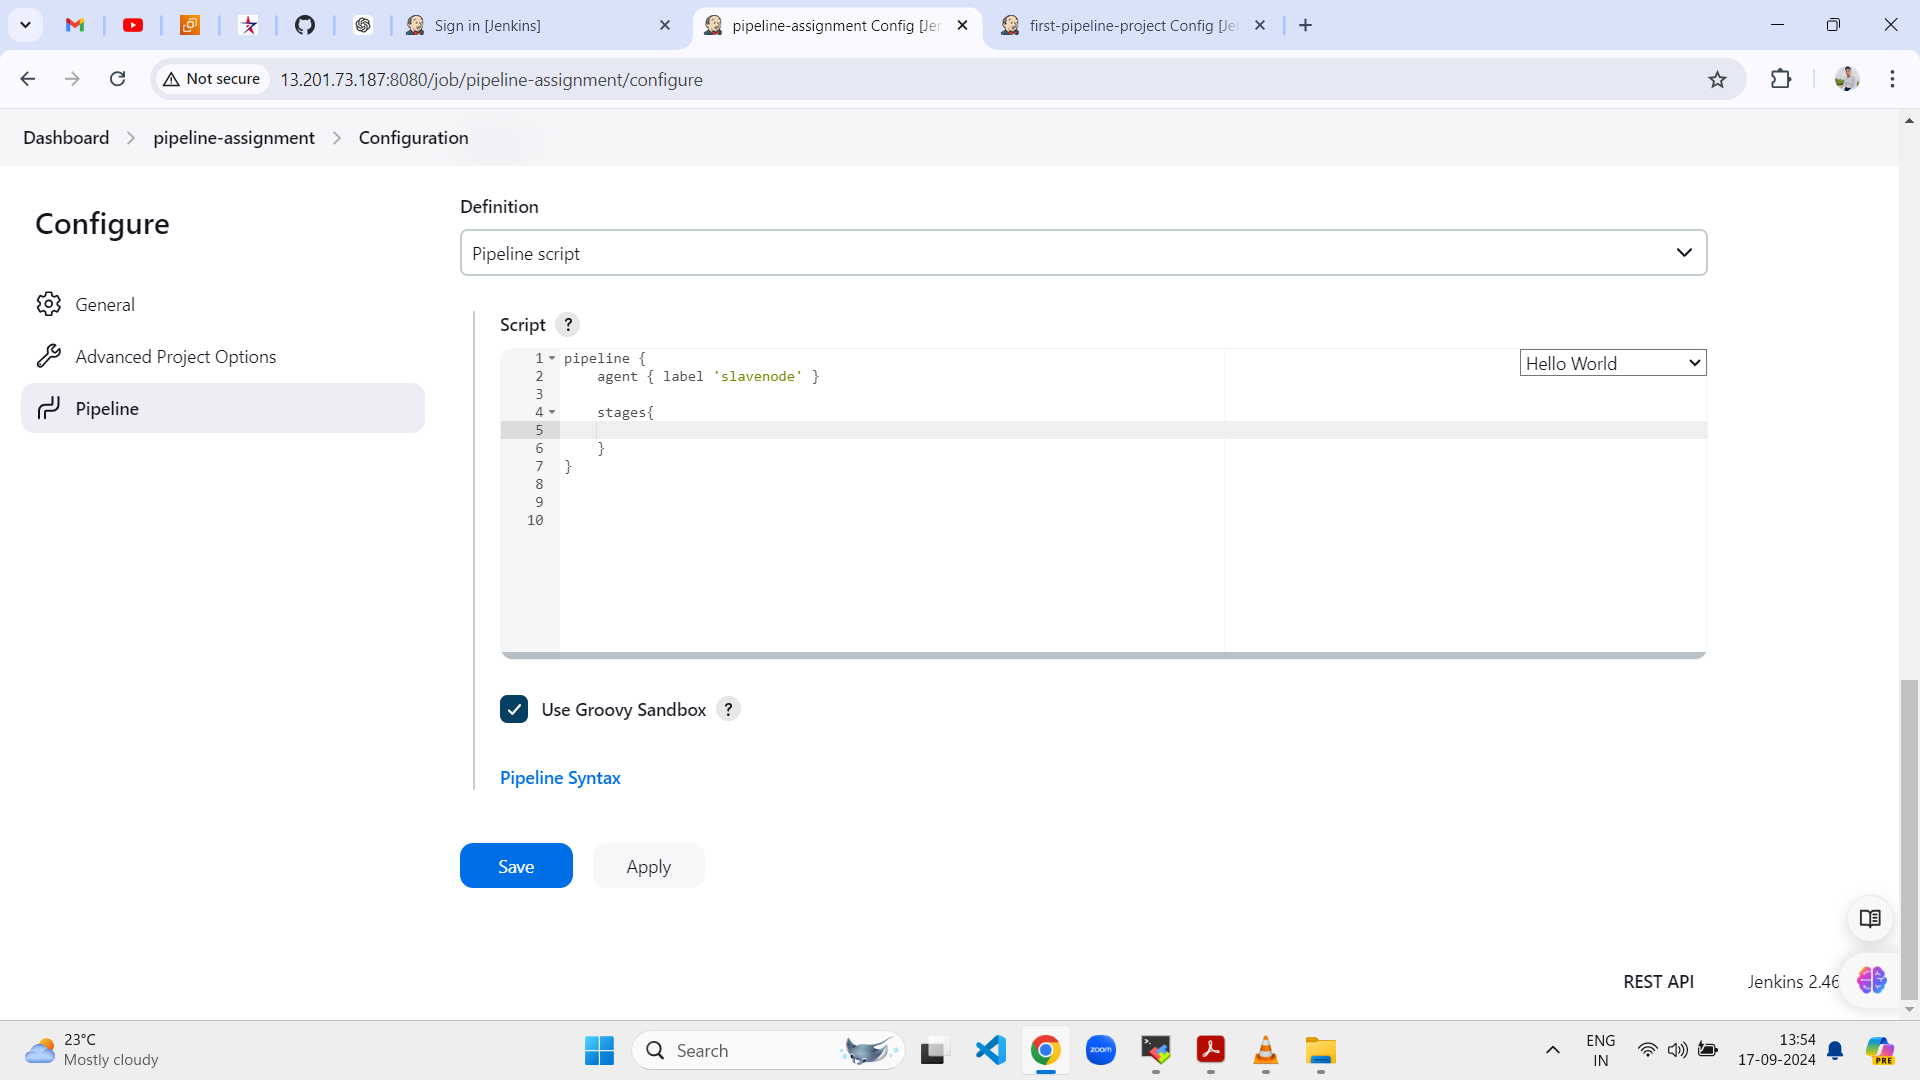 Sign in [Jenkins]
pipeline-assignment Config [Je
first-pipeline-project Config [Je
Not secure
13.201.73.187:8080/job/pipeline-assignment/configure
Dashboard
pipeline-assignment
Configuration
Configure
General
Advanced Project Options
Pipeline
Definition
Pipeline script
Script ?
Hello World
1 pipeline {
2 agent { label 'slavenode' }
3
4 stages{
5
6 }
7 }
8
9
10
Use Groovy Sandbox ?
Pipeline Syntax
Save
Apply
REST API
Jenkins 2.46
23°C
Mostly cloudy
Search
zoom
PRE
ENG
IN
13:54
17-09-2024